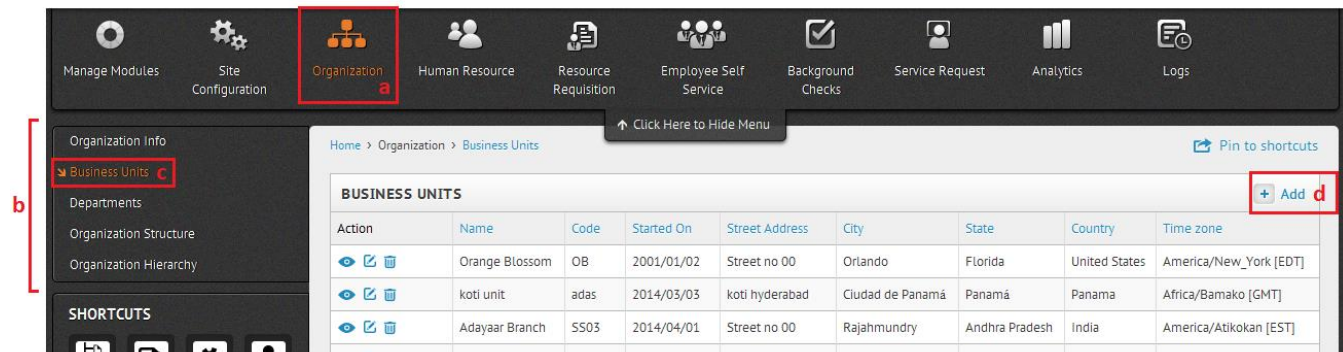 Manage Modules
Site Configuration
Organization
a
Human Resource
Resource Requisition
Employee Self Service
Background Checks
Service Request
Analytics
Logs
Click Here to Hide Menu
b
Organization Info
Business Units c
Departments
Organization Structure
Organization Hierarchy
SHORTCUTS
Home > Organization > Business Units
Pin to shortcuts
BUSINESS UNITS
+ Add d
Action Name Code Started On Street Address City State Country Time zone
Orange Blossom OB 2001/01/02 Street no 00 Orlando Florida United States America/New_York [EDT]
koti unit adas 2014/03/03 koti hyderabad Ciudad de Panamá Panamá Panama Africa/Bamako [GMT]
Adayaar Branch SS03 2014/04/01 Street no 00 Rajahmundry Andhra Pradesh India America/Atikokan [EST]